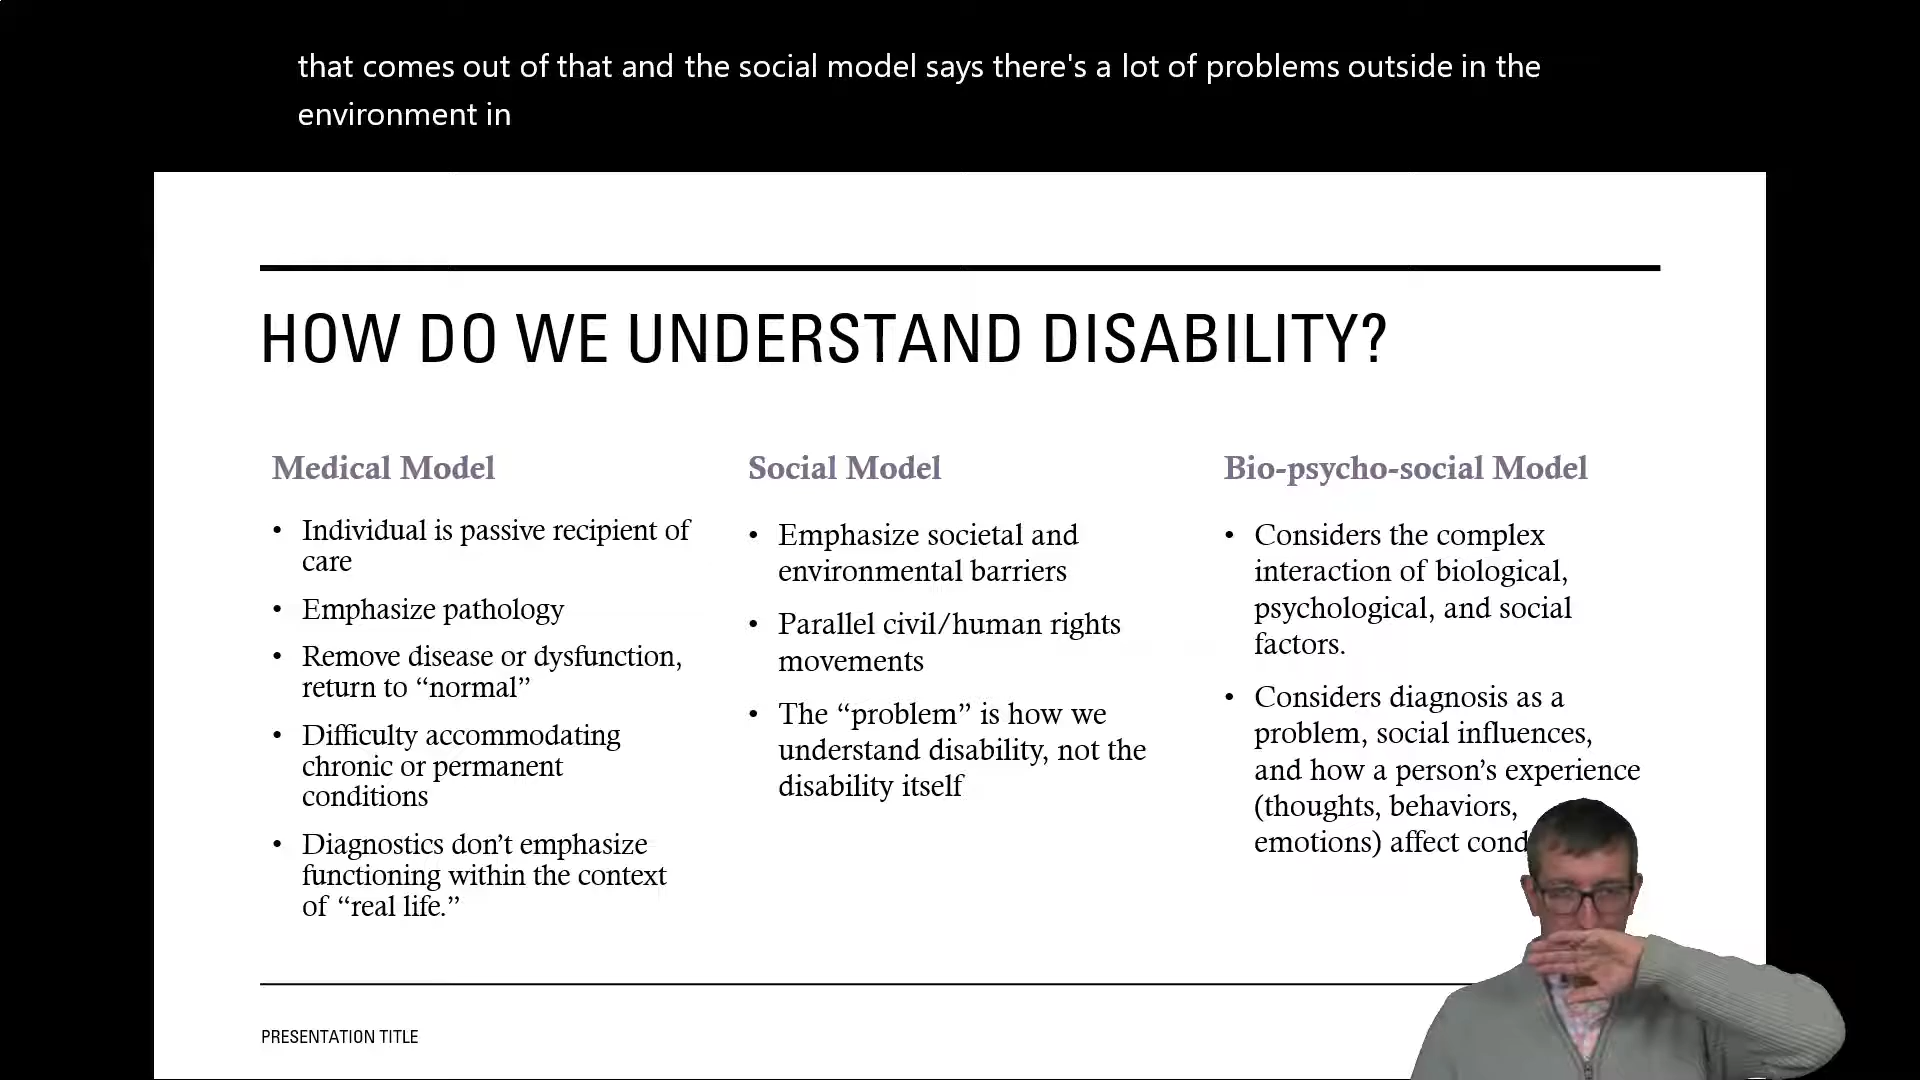 that comes out of that and the social model says there's a lot of problems outside in the
environment in
HOW DO WE UNDERSTAND DISABILITY?
Medical Model
• Individual is passive recipient of
care
• Emphasize pathology
• Remove disease or dysfunction,
return to “normal”
• Difficulty accommodating
chronic or permanent
conditions
• Diagnostics don’t emphasize
functioning within the context
of “real life.”
Social Model
• Emphasize societal and
environmental barriers
• Parallel civil/human rights
movements
• The “problem” is how we
understand disability, not the
disability itself
Bio-psycho-social Model
• Considers the complex
interaction of biological,
psychological, and social
factors.
• Considers diagnosis as a
problem, social influences,
and how a person’s experience
(thoughts, behaviors,
emotions) affect
PRESENTATION TITLE